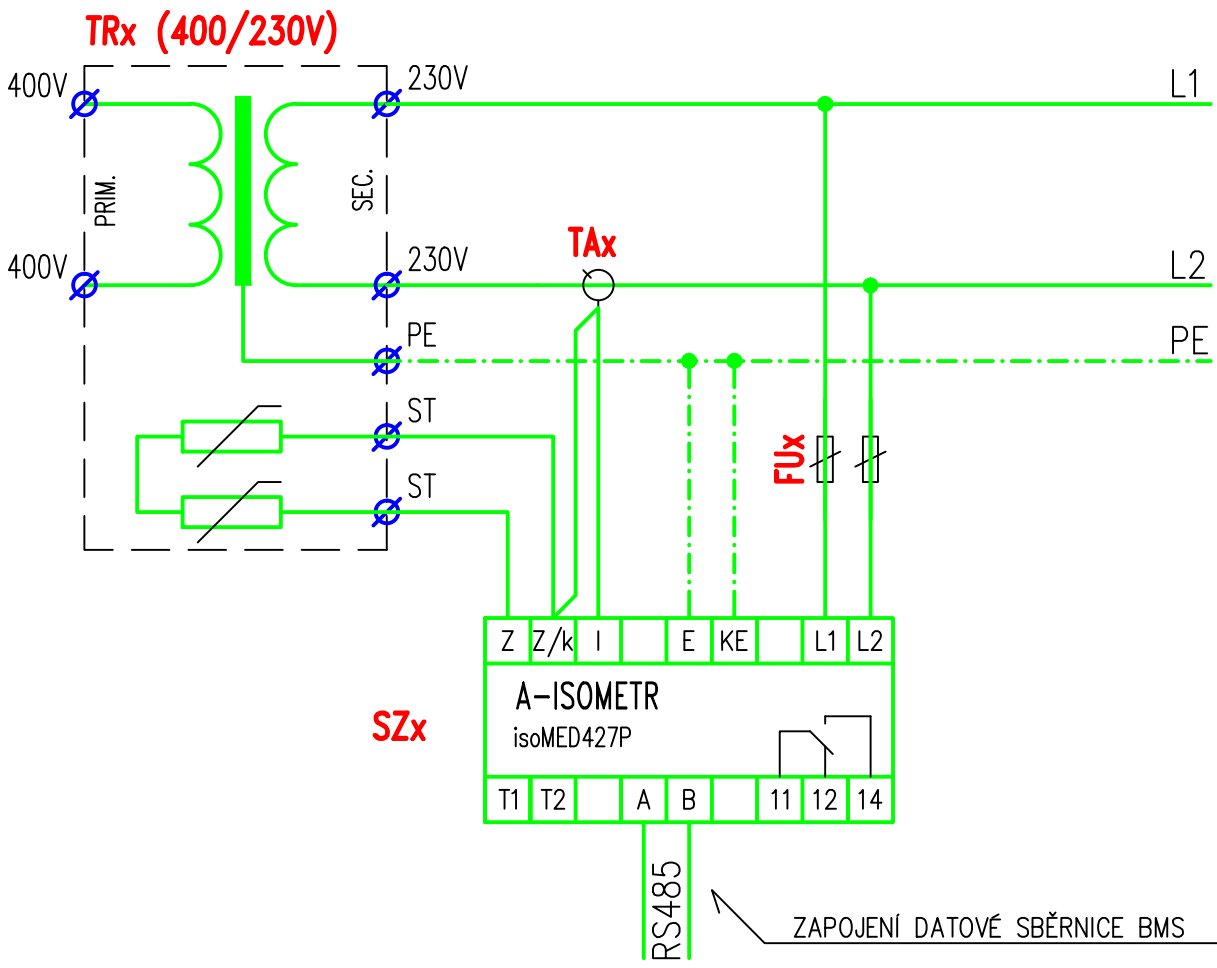 TRx (400/230V)
400V
230V
L1
PRIM.
SEC.
TAx
400V
230V
L2
PE
PE
ST
FUx
ST
Z Z/k I E KE L1 L2
A-ISOMETR
isoMED427P
SZx
T1 T2 A B 11 12 14
RS485
ZAPOJENÍ DATOVÉ SBĚRNICE BMS